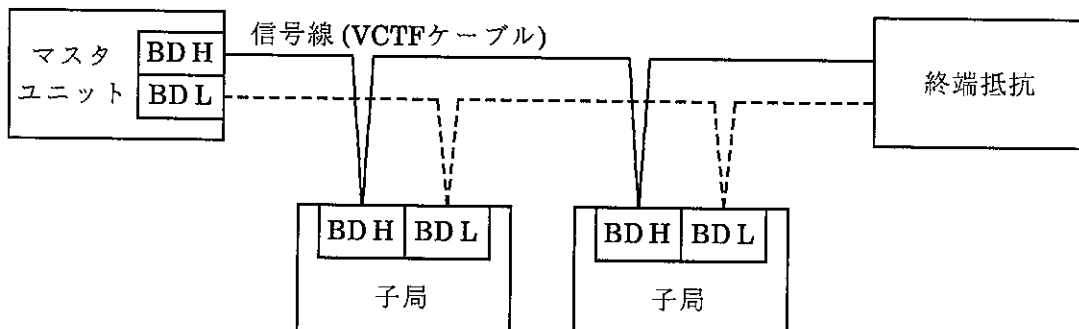 信号線 (VCTFケーブル)
マスタ
ユニット
BD H
BD L
終端抵抗
BD H
BD L
子局
BD H
BD L
子局